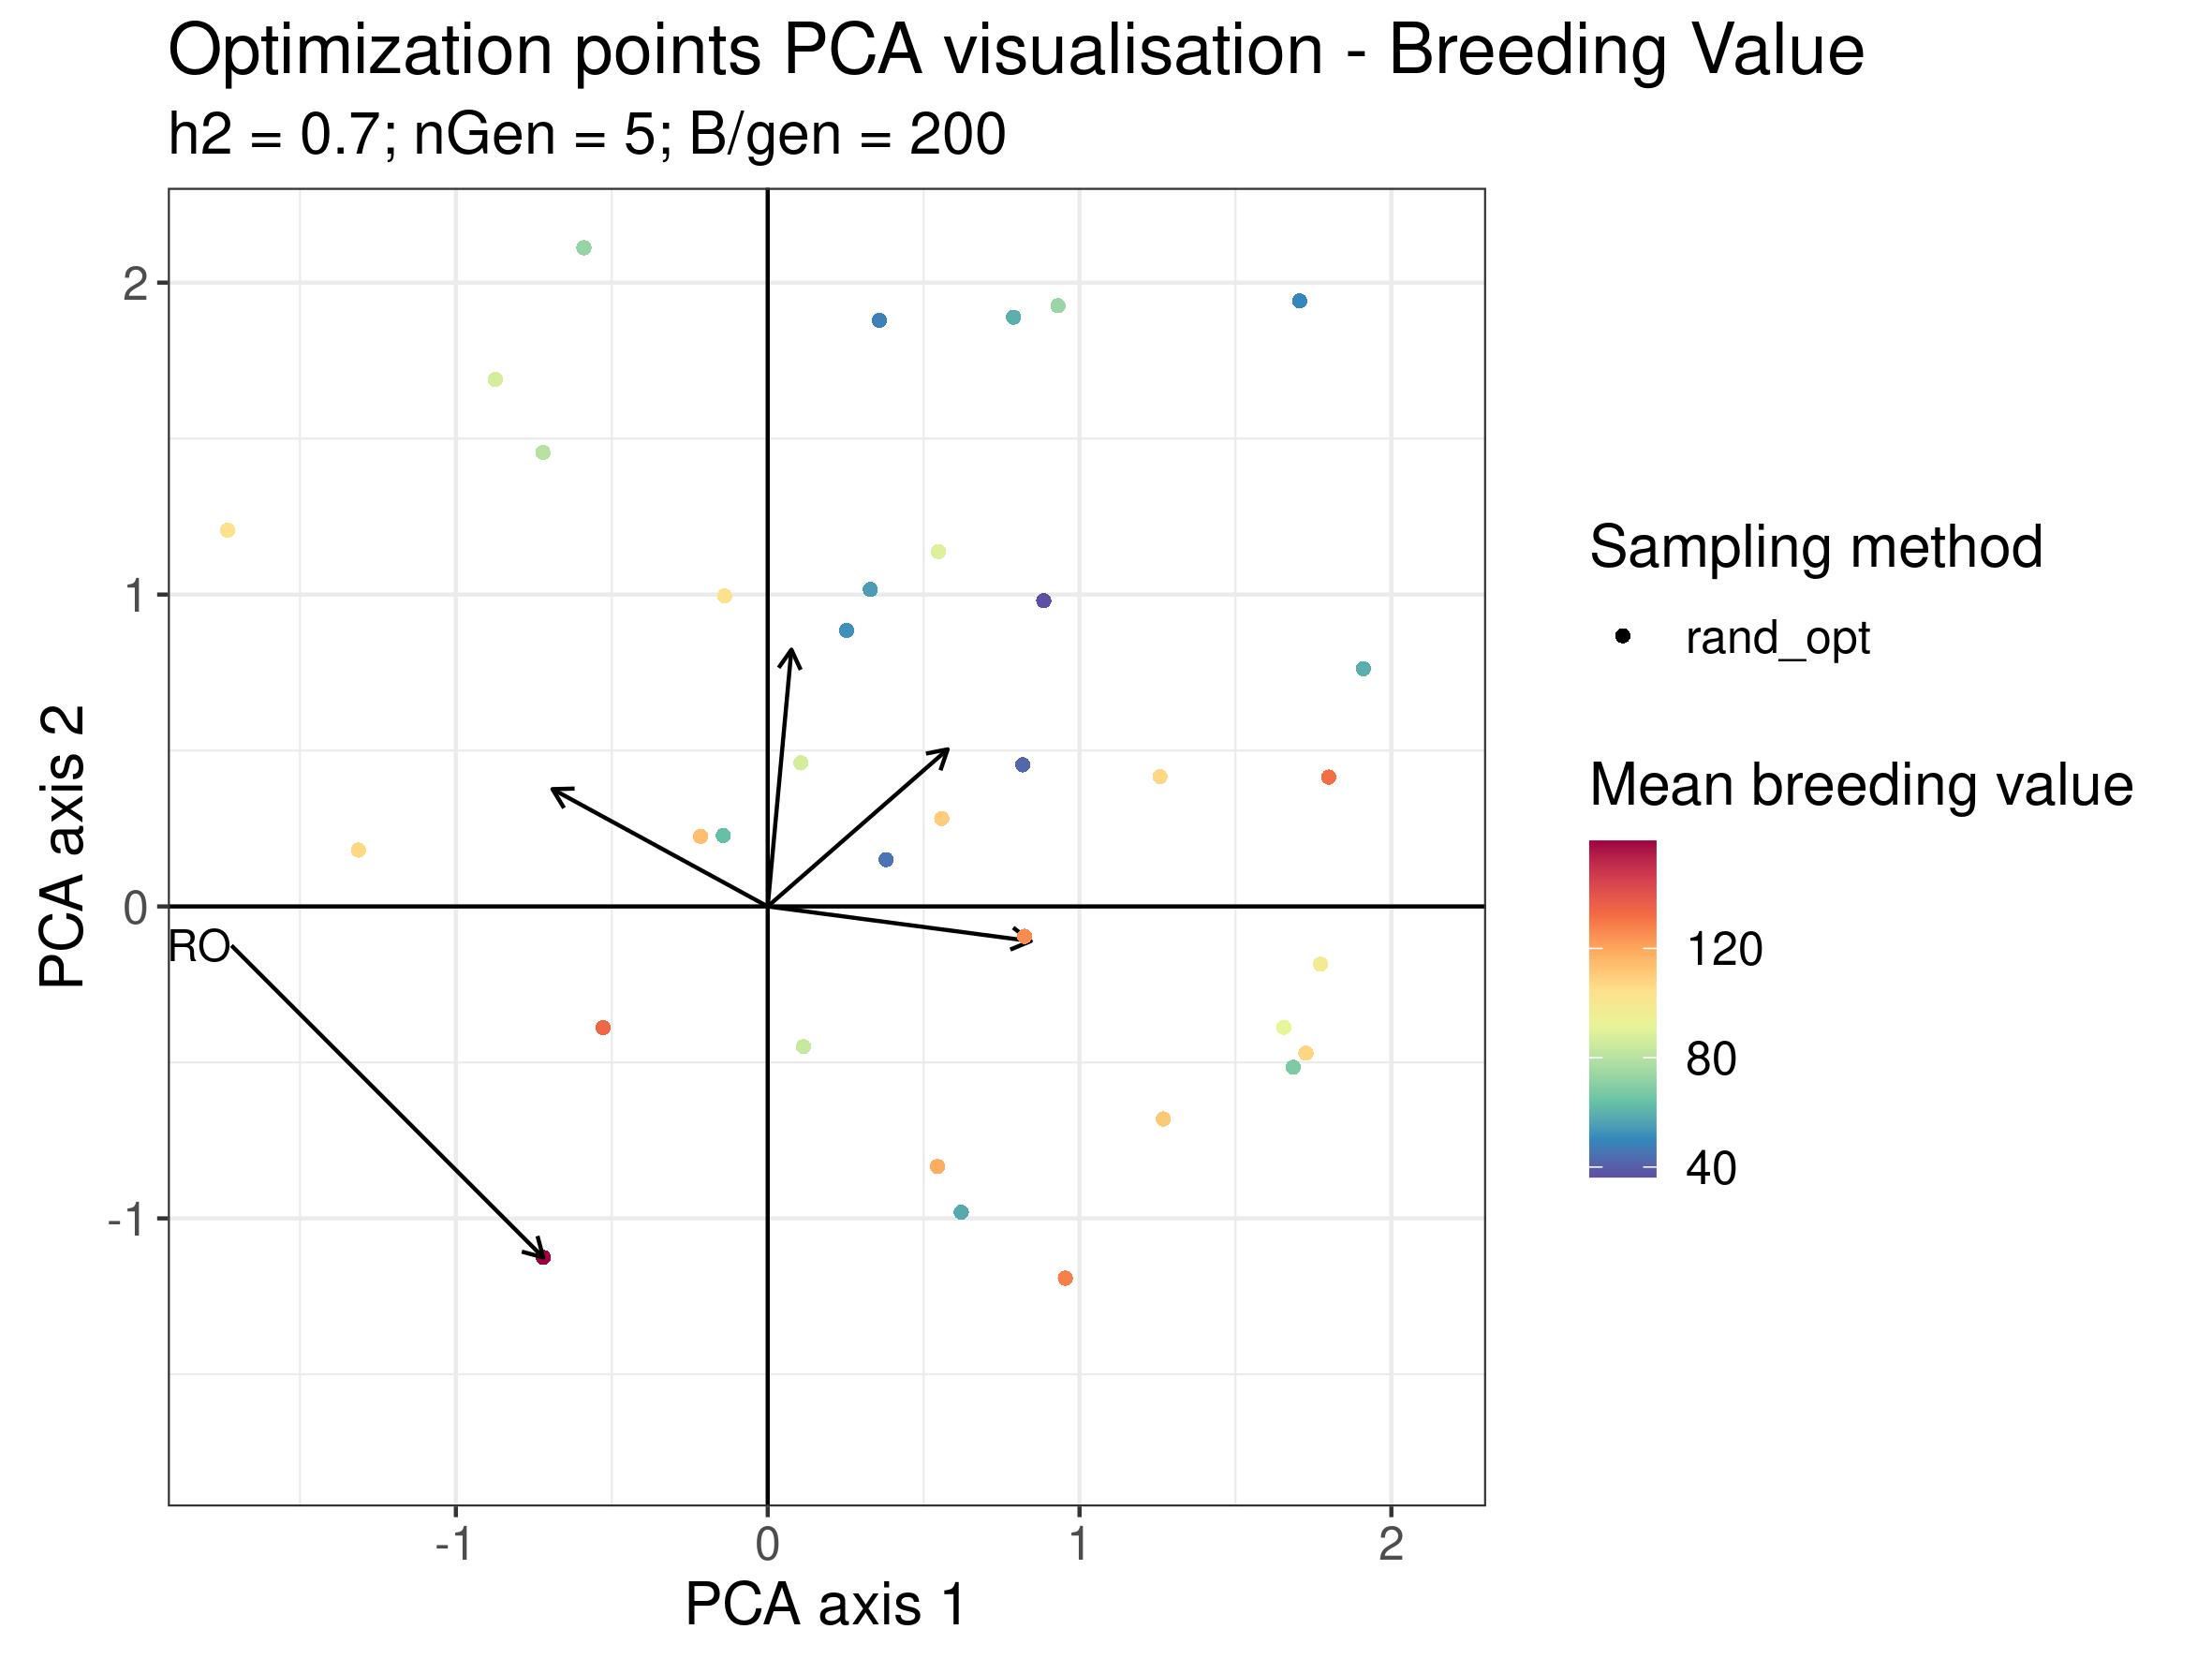 Optimization points PCA visualisation - Breeding Value
h2 = 0.7; nGen = 5; B/gen = 200
2
1
0
-1
PCA axis 2
RO
-1
0
1
2
PCA axis 1
Sampling method
rand_opt
Mean breeding value
120
80
40